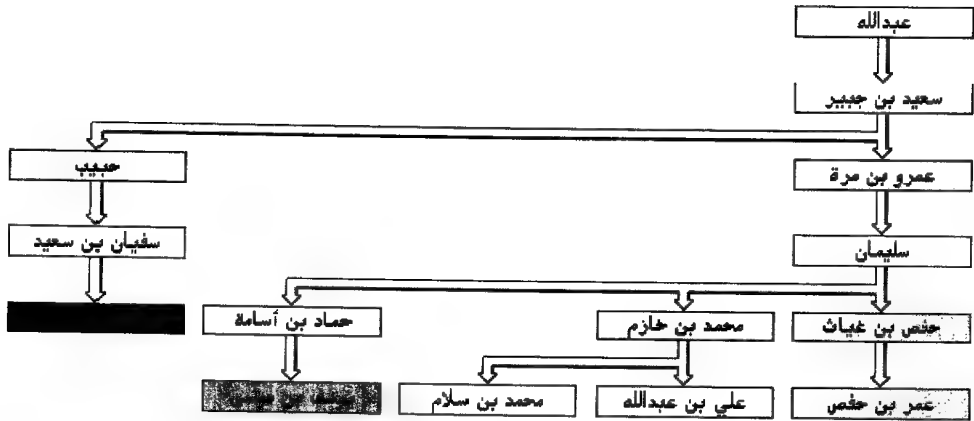 عبدالله
سعيد بن جبير
حبيب
عمرو بن مرة
سفيان بن سعيد
سليمان
حماد بن أسامة
محمد بن خازم
حفص بن غياث
محمد بن سلام
علي بن عبدالله
عمر بن حفص